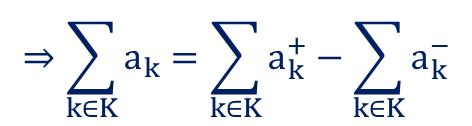 ⇒ ∑_{k∈K} a_k = ∑_{k∈K} a_k^+ − ∑_{k∈K} a_k^−